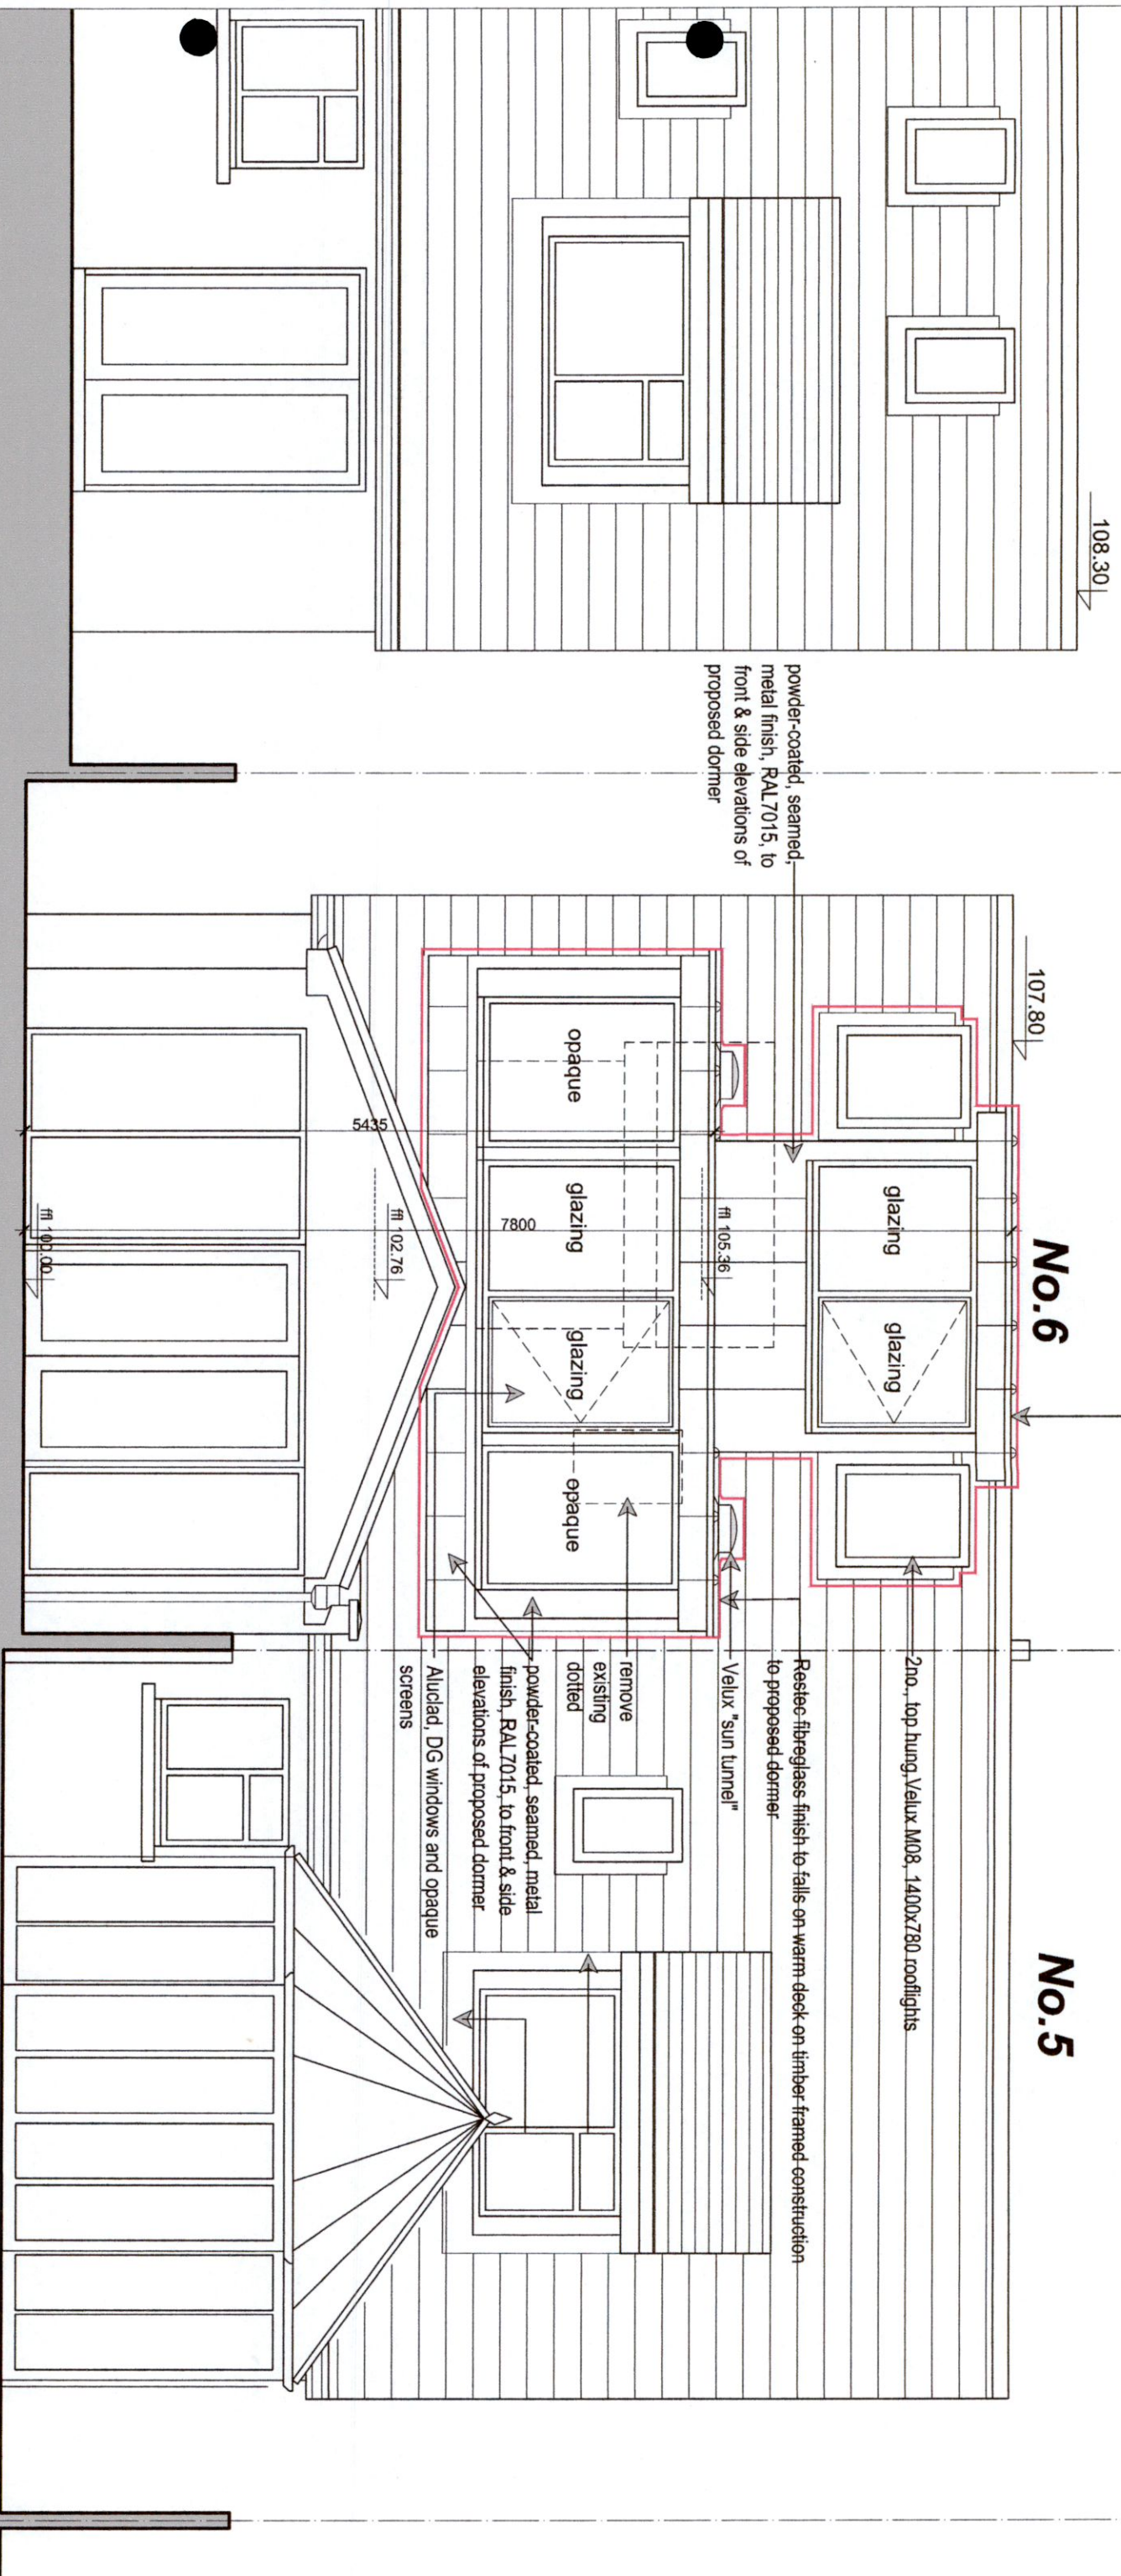 108.30
powder-coated, seamed,
metal finish, RAL7015, to
front & side elevations of
proposed dormer
107.80
No.6
No.5
glazing
glazing
opaque
glazing
glazing
opaque
5435
7800
ffl 105.36
ffl 102.76
ffl 100.00
2no., top hung, Velux M08, 1400x780 rooflights
Restec fibreglass finish to falls on warm deck on timber framed construction
to proposed dormer
Velux "sun tunnel"
remove
existing
dotted
powder-coated, seamed, metal
finish, RAL7015, to front & side
elevations of proposed dormer
Aluclad, DG windows and opaque
screens